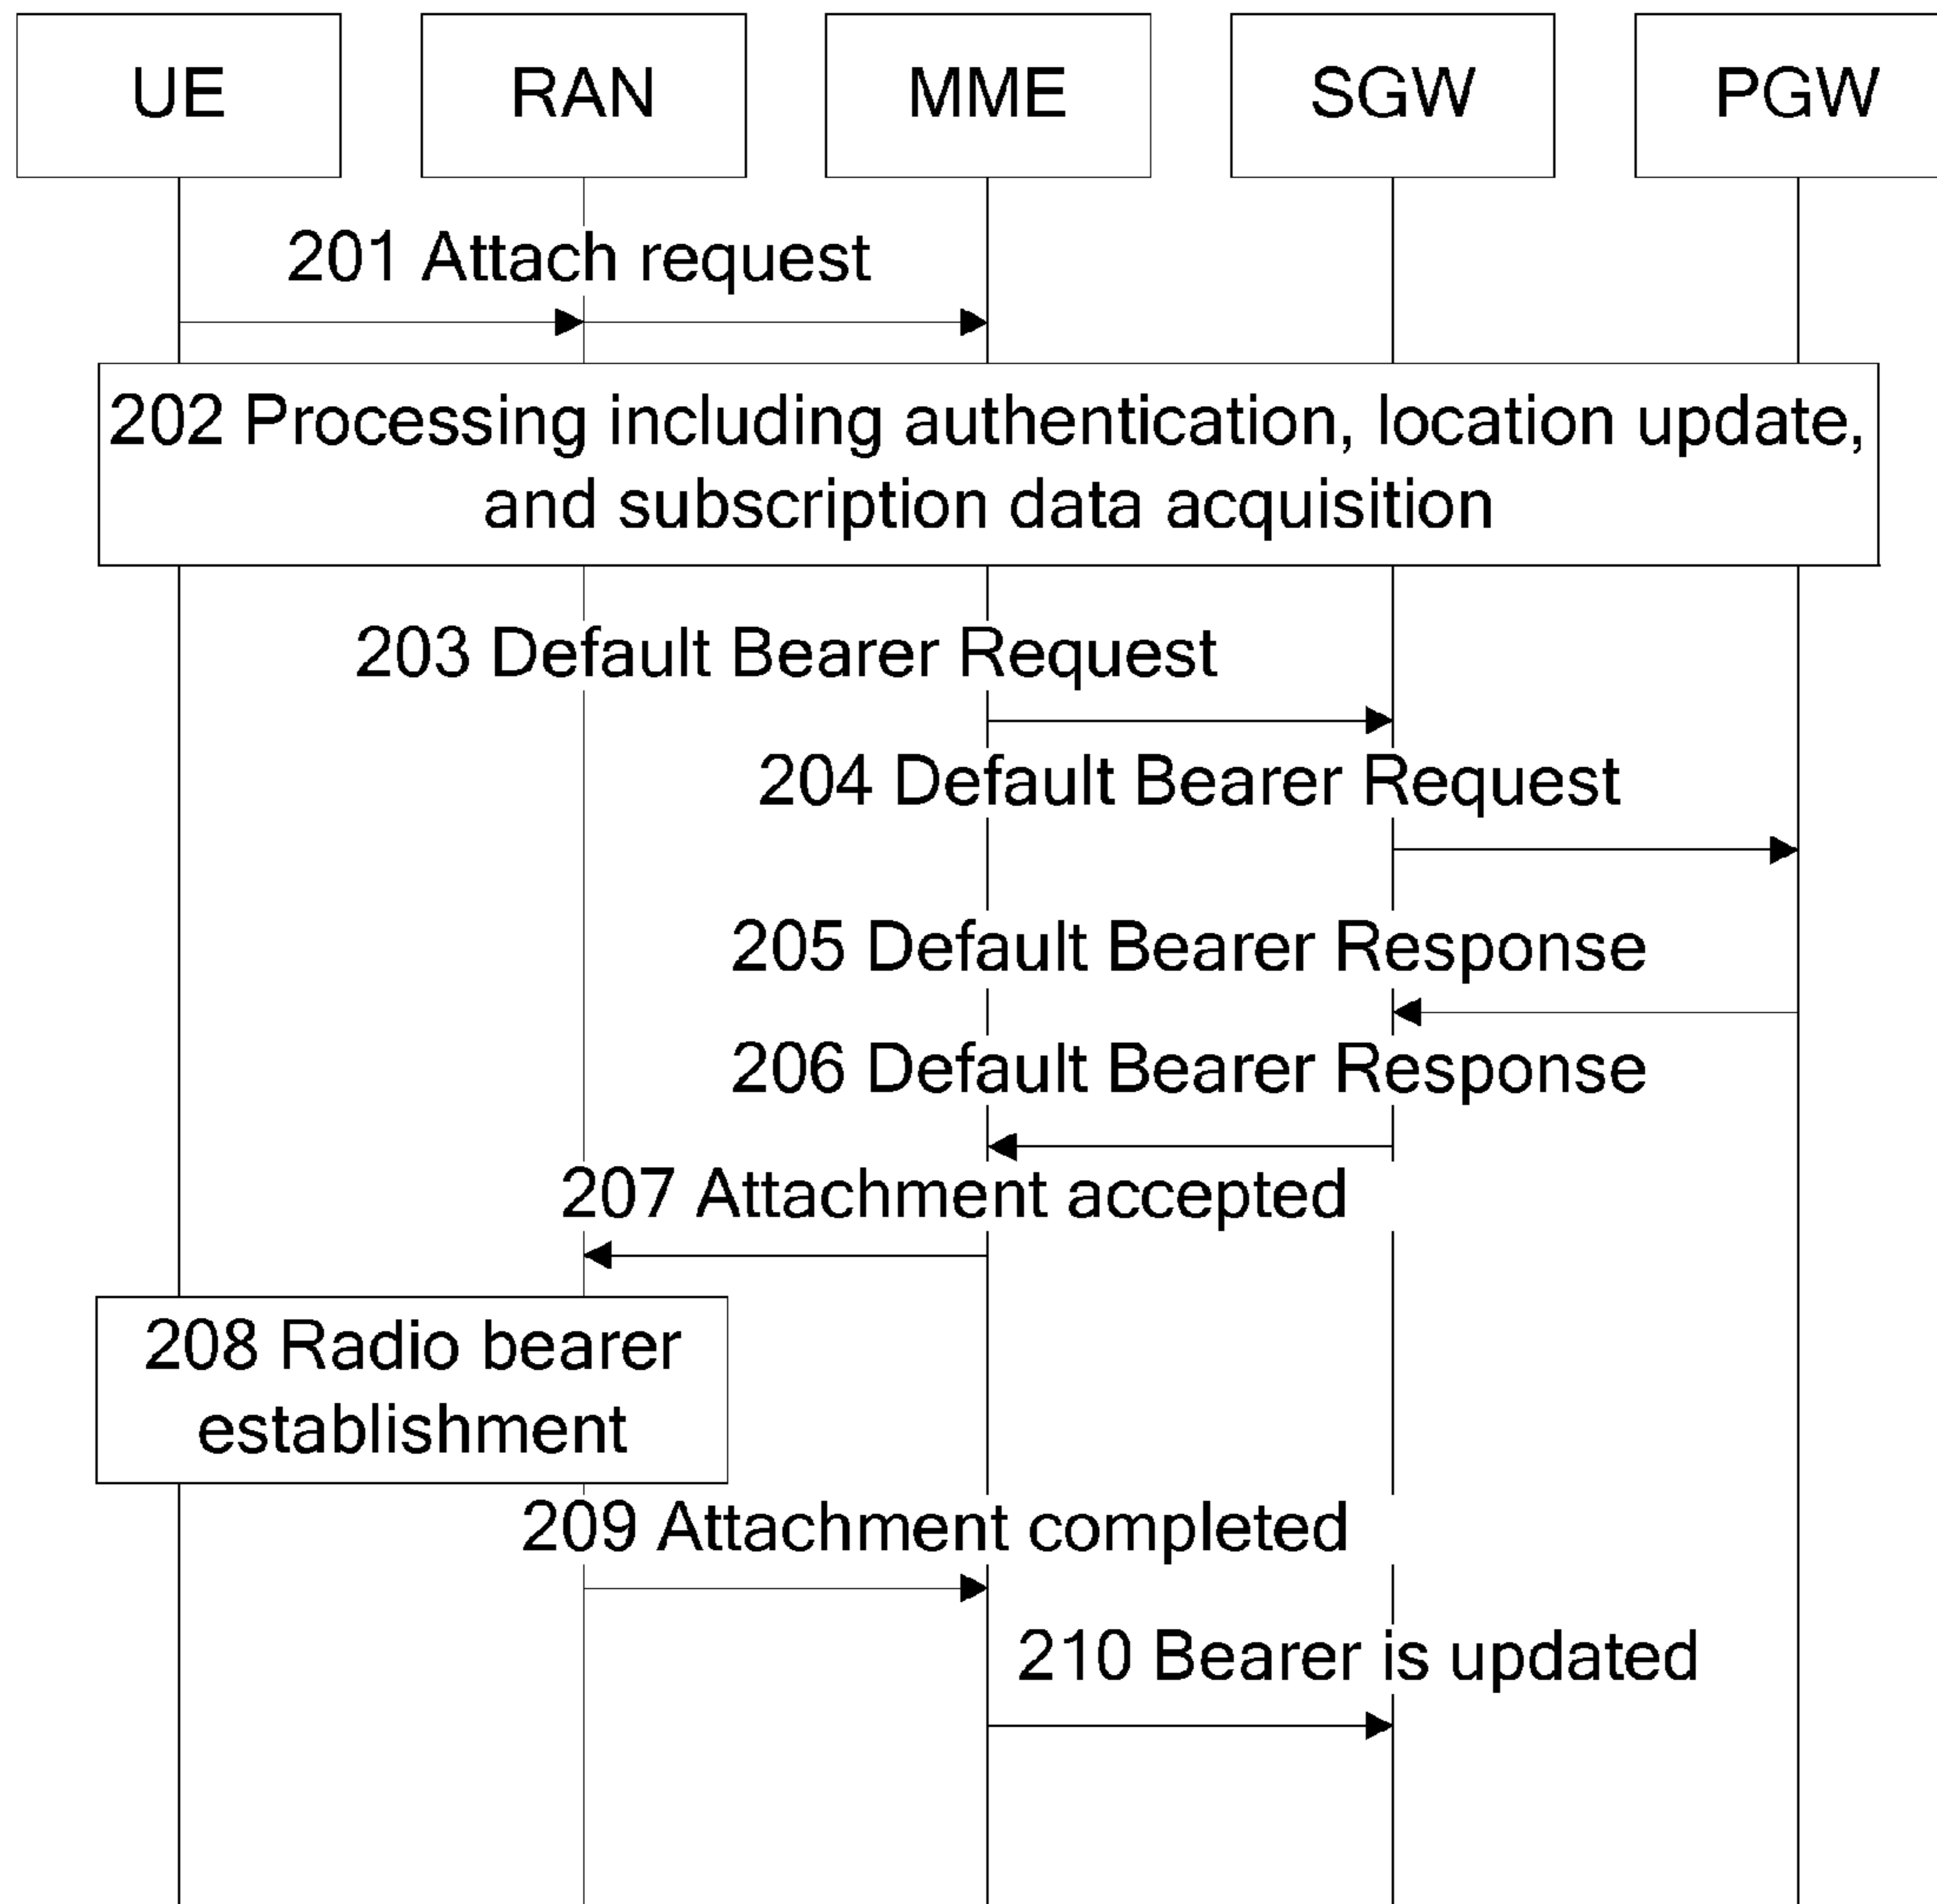 UE
RAN
MME
SGW
PGW
201 Attach request
202 Processing including authentication, location update,
and subscription data acquisition
203 Default Bearer Request
204 Default Bearer Request
205 Default Bearer Response
206 Default Bearer Response
207 Attachment accepted
208 Radio bearer
establishment
209 Attachment completed
210 Bearer is updated